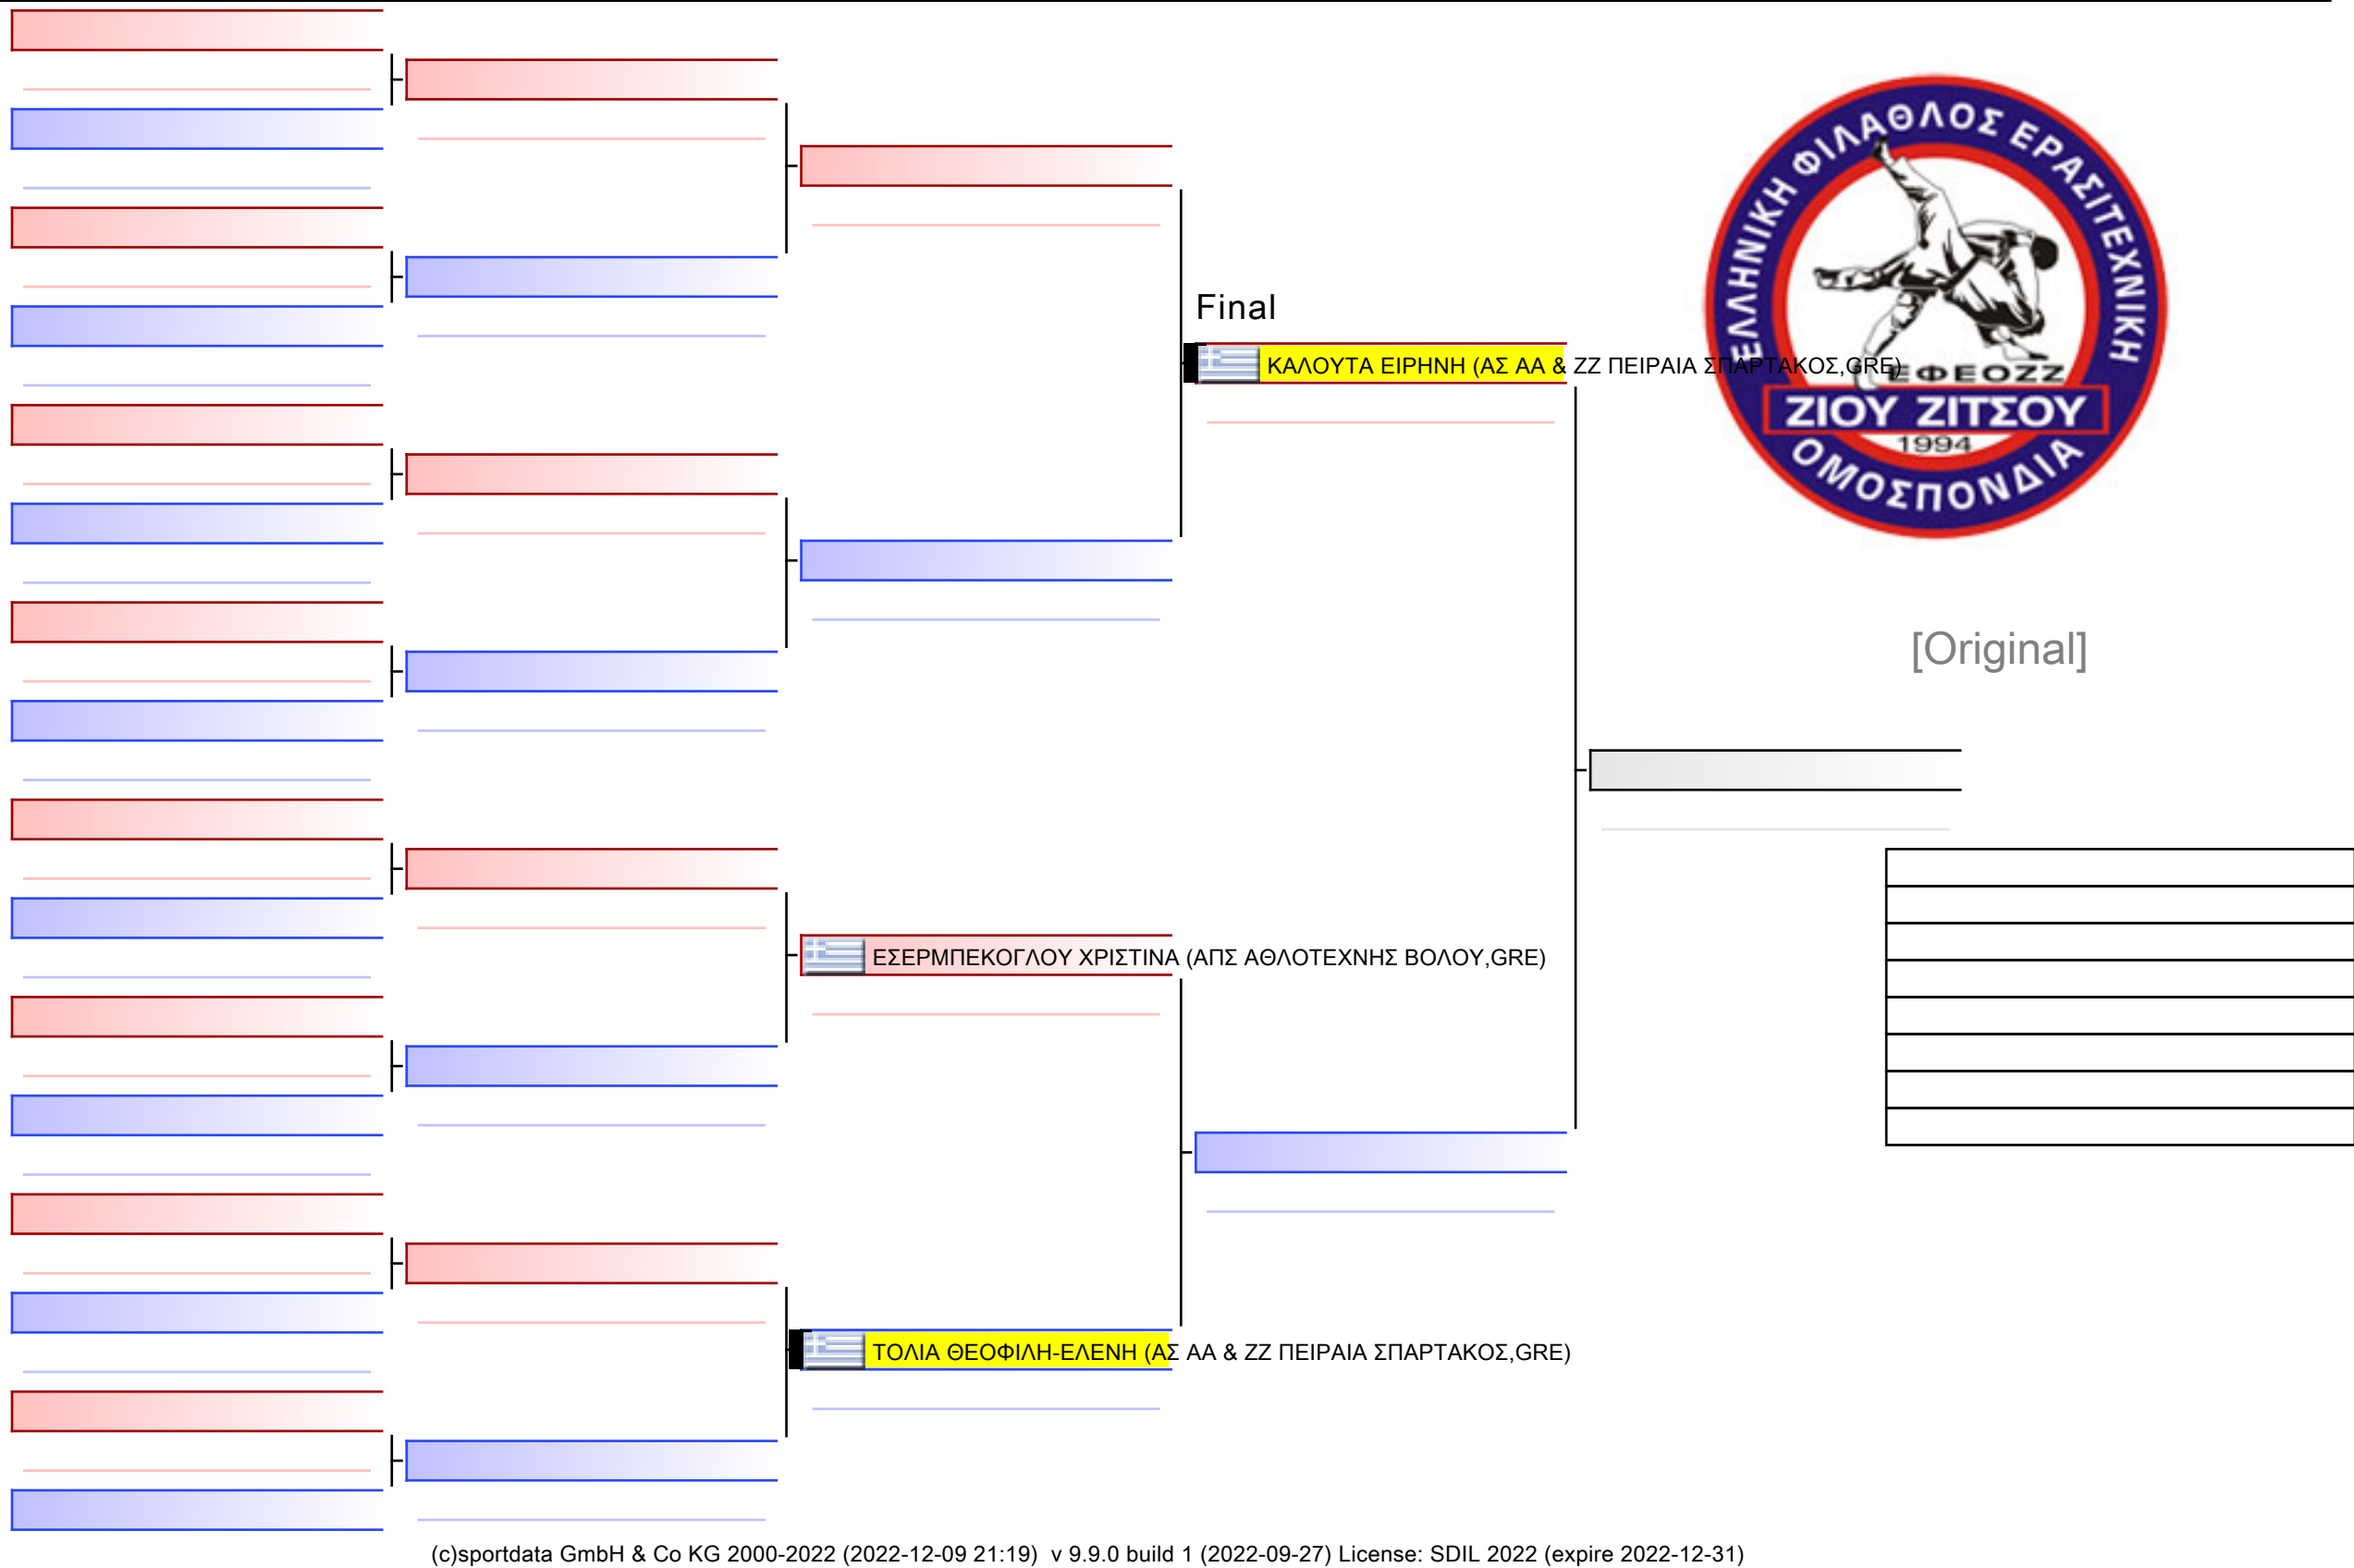 ΕΛΛΗΝΙΚΗ ΦΙΛΑΘΛΟΣ ΕΡΑΣΙΤΕΧΝΙΚΗ
Final
ΚΑΛΟΥΤΑ ΕΙΡΗΝΗ (ΑΣ ΑΑ & ΖΖ ΠΕΙΡΑΙΑ ΣΠΑΡΤΑΚΟΣ,GRE)
ΕΦΕΟΖΖ
ΖΙΟΥ ΖΙΤΣΟΥ
1994
ΟΜΟΣΠΟΝΔΙΑ
[Original]
ΕΣΕΡΜΠΕΚΟΓΛΟΥ ΧΡΙΣΤΙΝΑ (ΑΠΣ ΑΘΛΟΤΕΧΝΗΣ ΒΟΛΟΥ,GRE)
ΤΟΛΙΑ ΘΕΟΦΙΛΗ-ΕΛΕΝΗ (ΑΣ ΑΑ & ΖΖ ΠΕΙΡΑΙΑ ΣΠΑΡΤΑΚΟΣ,GRE)
(c)sportdata GmbH & Co KG 2000-2022 (2022-12-09 21:19) v 9.9.0 build 1 (2022-09-27) License: SDIL 2022 (expire 2022-12-31)